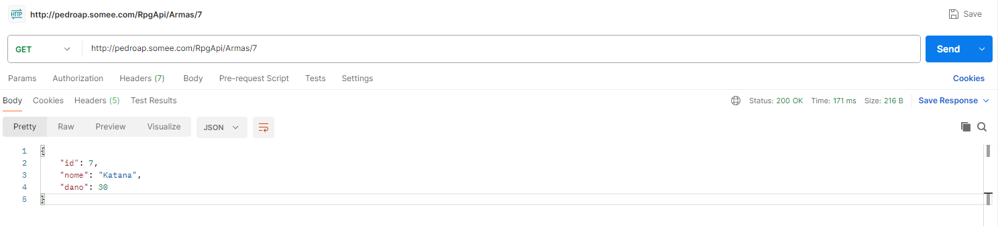 HTTP http://pedroap.somee.com/RpgApi/Armas/7 Save
GET http://pedroap.somee.com/RpgApi/Armas/7 Send
Params Authorization Headers (7) Body Pre-request Script Tests Settings Cookies
Body Cookies Headers (5) Test Results Status: 200 OK Time: 171 ms Size: 216 B Save Response
Pretty Raw Preview Visualize JSON
1 {
2 "id": 7,
3 "nome": "Katana",
4 "dano": 30
5 }